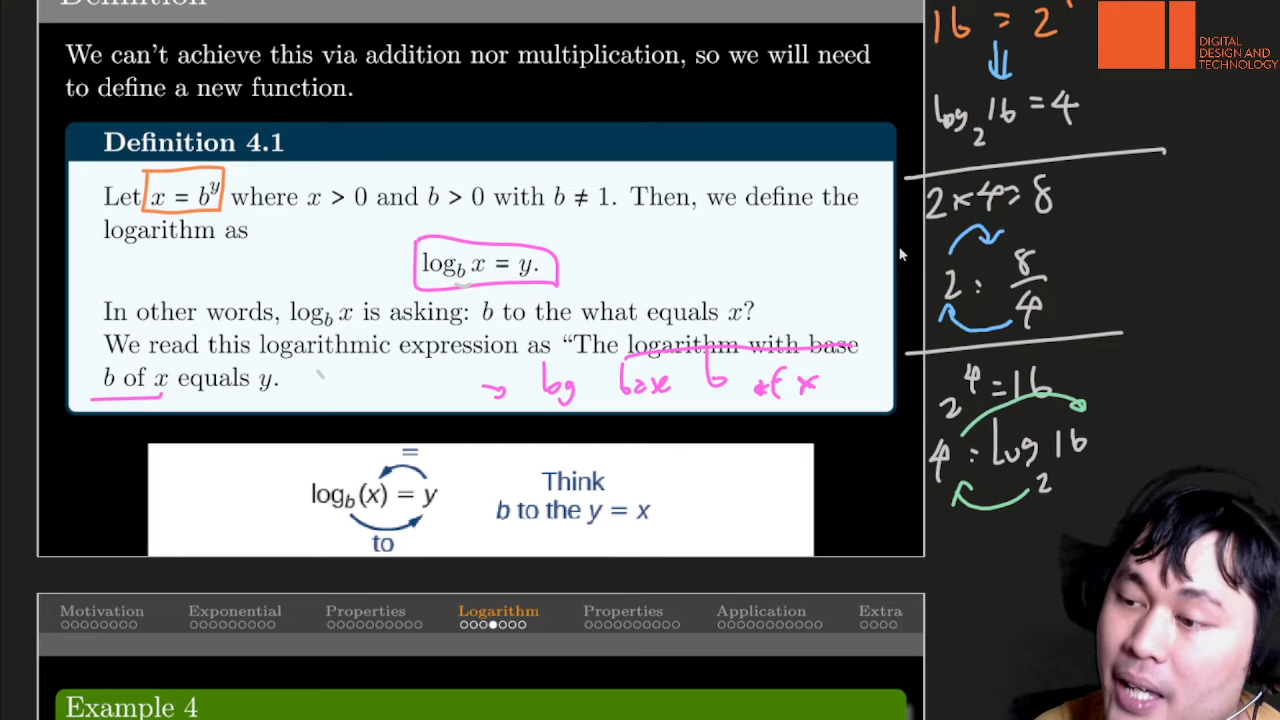 Definition
We can't achieve this via addition nor multiplication, so we will need
to define a new function.
Definition 4.1
Let x = b^y where x > 0 and b > 0 with b ≠ 1. Then, we define the
logarithm as
log_b x = y.
In other words, log_b x is asking: b to the what equals x?
We read this logarithmic expression as “The logarithm with base
b of x equals y.
→ log base b of x
=
log_b(x) = y
to
Think
b to the y = x
Motivation Exponential Properties Logarithm Properties Application Extra
Example 4
16 = 2
log_2 16 = 4
2 × 4 = 8
2 = 8/4
2^4 = 16
4 = log_2 16
DIGITAL
DESIGN AND
TECHNOLOGY